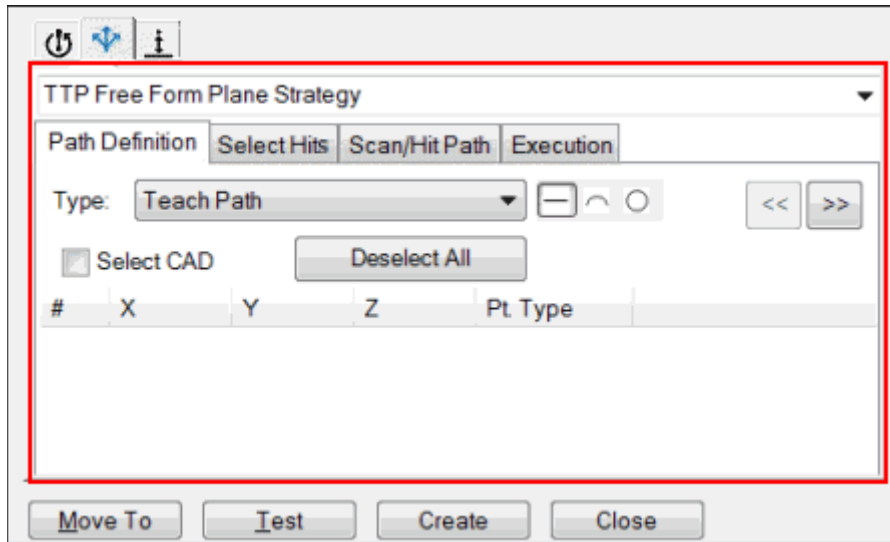 TTP Free Form Plane Strategy
Path Definition Select Hits Scan/Hit Path Execution
Type: Teach Path << >>
Select CAD Deselect All
# X Y Z Pt. Type
Move To Test Create Close